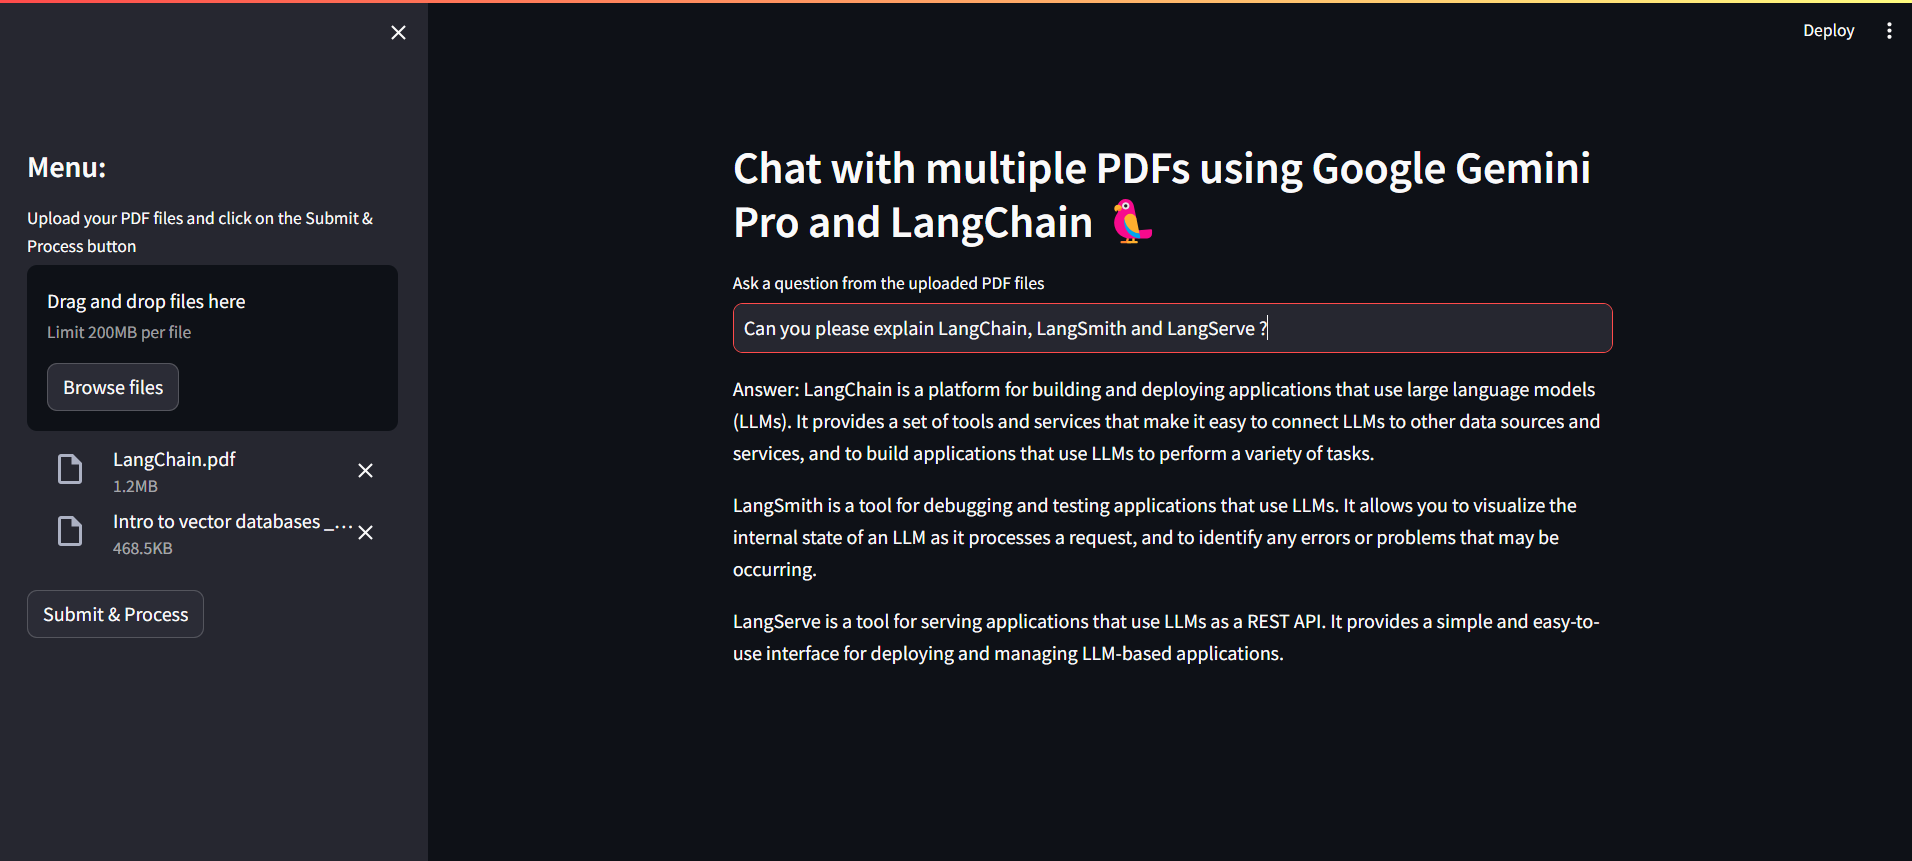 Deploy
Menu:
Upload your PDF files and click on the Submit &
Process button
Drag and drop files here
Limit 200MB per file
Browse files
LangChain.pdf
1.2MB
Intro to vector databases _...
468.5KB
Submit & Process
Chat with multiple PDFs using Google Gemini
Pro and LangChain 🦜
Ask a question from the uploaded PDF files
Can you please explain LangChain, LangSmith and LangServe ?
Answer: LangChain is a platform for building and deploying applications that use large language models
(LLMs). It provides a set of tools and services that make it easy to connect LLMs to other data sources and
services, and to build applications that use LLMs to perform a variety of tasks.
LangSmith is a tool for debugging and testing applications that use LLMs. It allows you to visualize the
internal state of an LLM as it processes a request, and to identify any errors or problems that may be
occurring.
LangServe is a tool for serving applications that use LLMs as a REST API. It provides a simple and easy-to-
use interface for deploying and managing LLM-based applications.